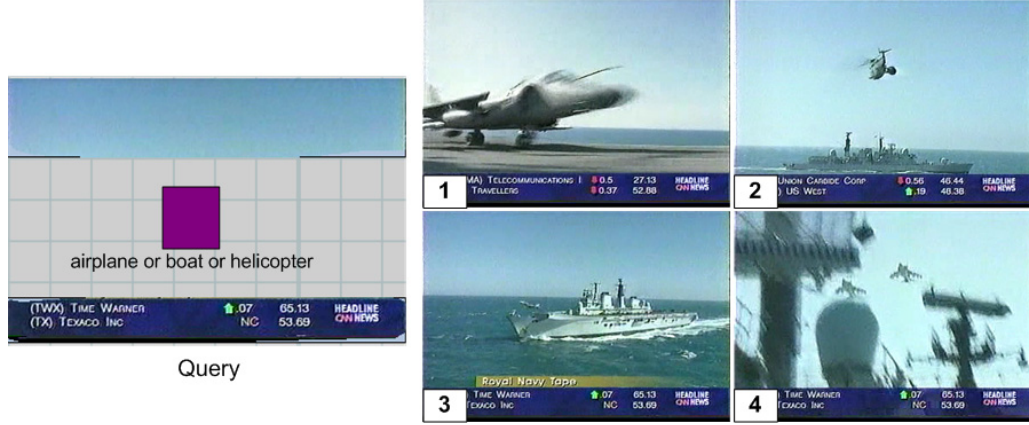 airplane or boat or helicopter
(TWX) TIME WARNER .07 65.13 HEADLINE
(TX) TEXACO INC NC 53.69 CNN NEWS
Query
MA) TELECOMMUNICATIONS 0.5 27.13 HEADLINE
TRAVELLERS 0.37 52.88 CNN NEWS
1
UNION CARBIDE CORP 0.56 46.44 HEADLINE
) US WEST .19 48.38 CNN NEWS
2
Royal Navy Tape
TIME WARNER .07 65.13 HEADLINE
TEXACO INC NC 53.69 CNN NEWS
3
TIME WARNER .07 65.13 HEADLINE
TEXACO INC NC 53.69 CNN NEWS
4